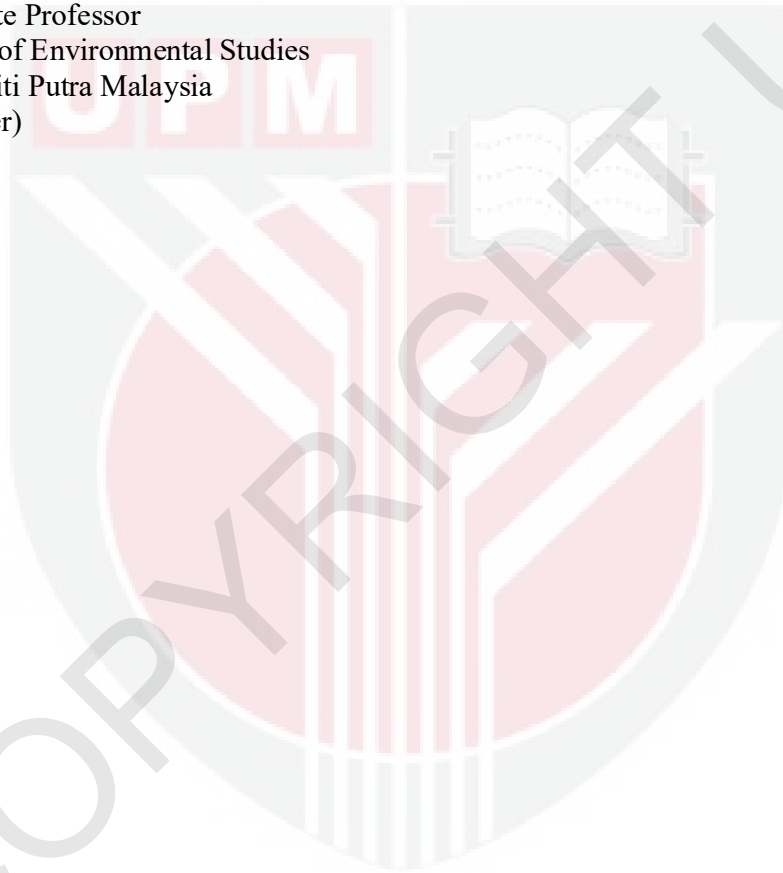 te Professor
of Environmental Studies
iti Putra Malaysia
r)
UPM
COPYRIGHT U